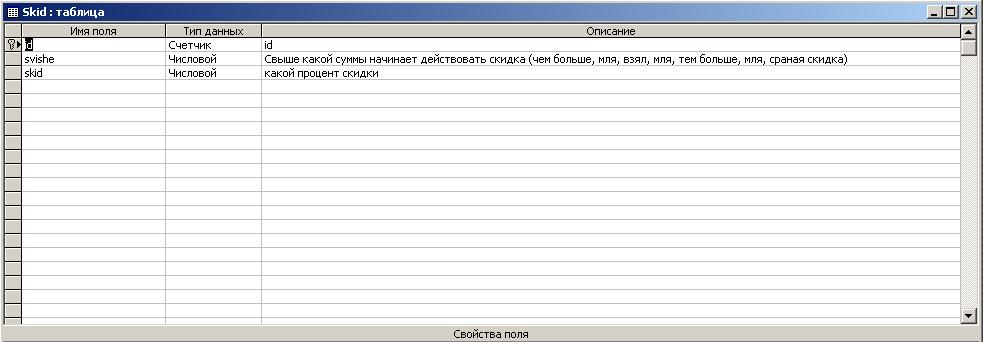 Skid : таблица
Имя поля Тип данных Описание
id Счетчик id
svishe Числовой Свыше какой суммы начинает действовать скидка (чем больше, мля, взял, мля, тем больше, мля, сраная скидка)
skid Числовой какой процент скидки
Свойства поля